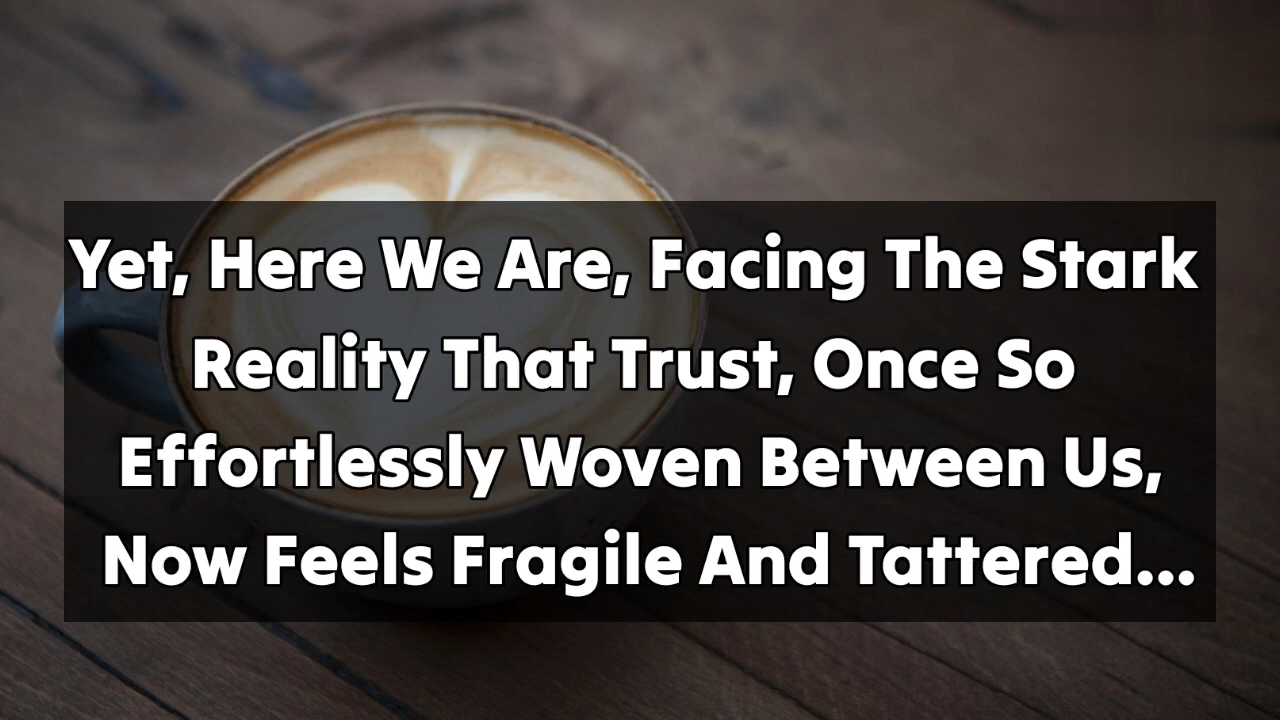 Yet, Here We Are, Facing The Stark
Reality That Trust, Once So
Effortlessly Woven Between Us,
Now Feels Fragile And Tattered...